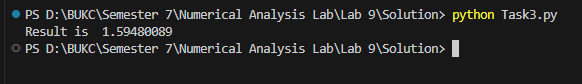 PS D:\BUKC\Semester 7\Numerical Analysis Lab\Lab 9\Solution> python Task3.py
Result is  1.59480089
PS D:\BUKC\Semester 7\Numerical Analysis Lab\Lab 9\Solution>